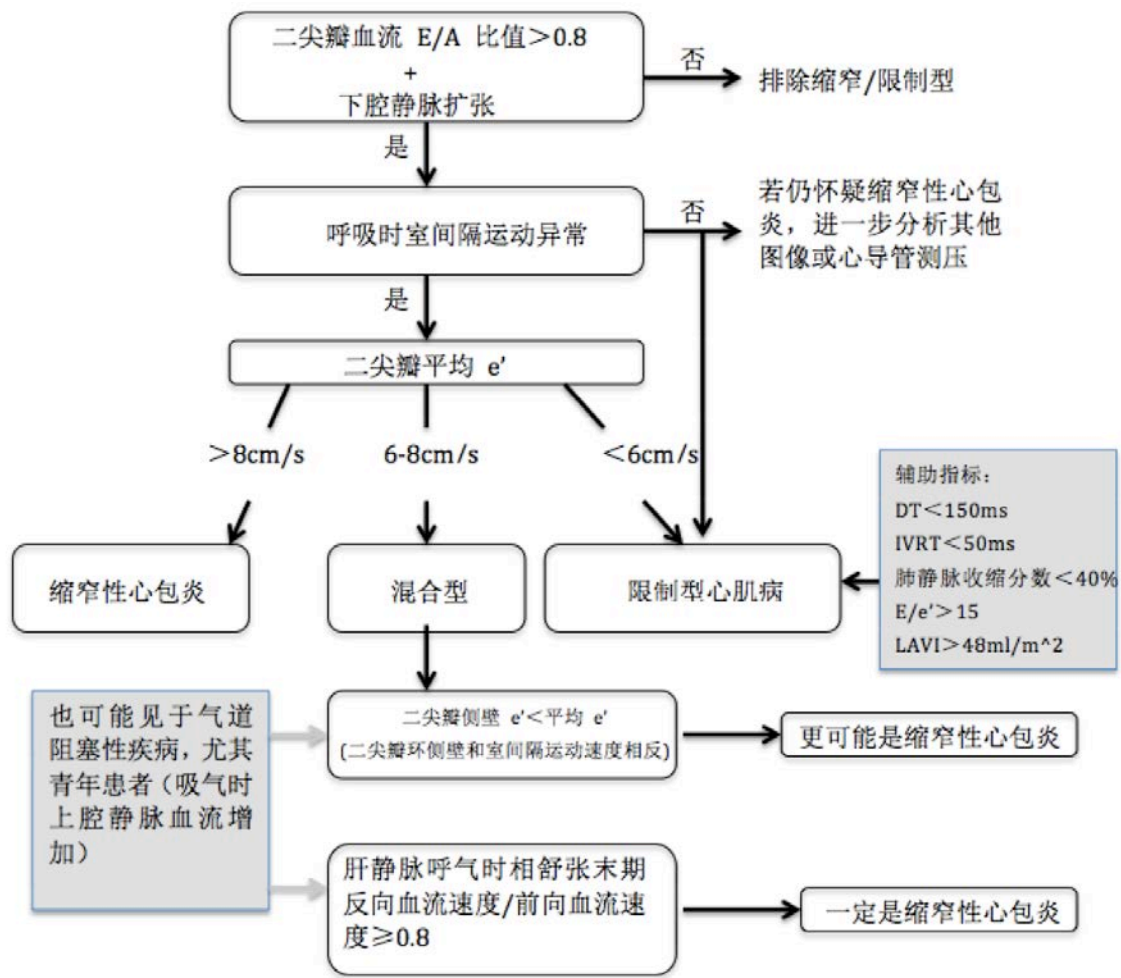 二尖瓣血流 E/A 比值＞0.8
+
下腔静脉扩张
否
排除缩窄/限制型
是
呼吸时室间隔运动异常
否
若仍怀疑缩窄性心包
炎，进一步分析其他
图像或心导管测压
是
二尖瓣平均 e′
＞8cm/s
6-8cm/s
＜6cm/s
缩窄性心包炎
混合型
限制型心肌病
辅助指标：
DT＜150ms
IVRT＜50ms
肺静脉收缩分数＜40%
E/e′＞15
LAVI＞48ml/m^2
也可能见于气道
阻塞性疾病，尤其
青年患者（吸气时
上腔静脉血流增
加）
二尖瓣侧壁 e′＜平均 e′
(二尖瓣环侧壁和室间隔运动速度相反)
更可能是缩窄性心包炎
肝静脉呼气时相舒张末期
反向血流速度/前向血流速
度≥0.8
一定是缩窄性心包炎